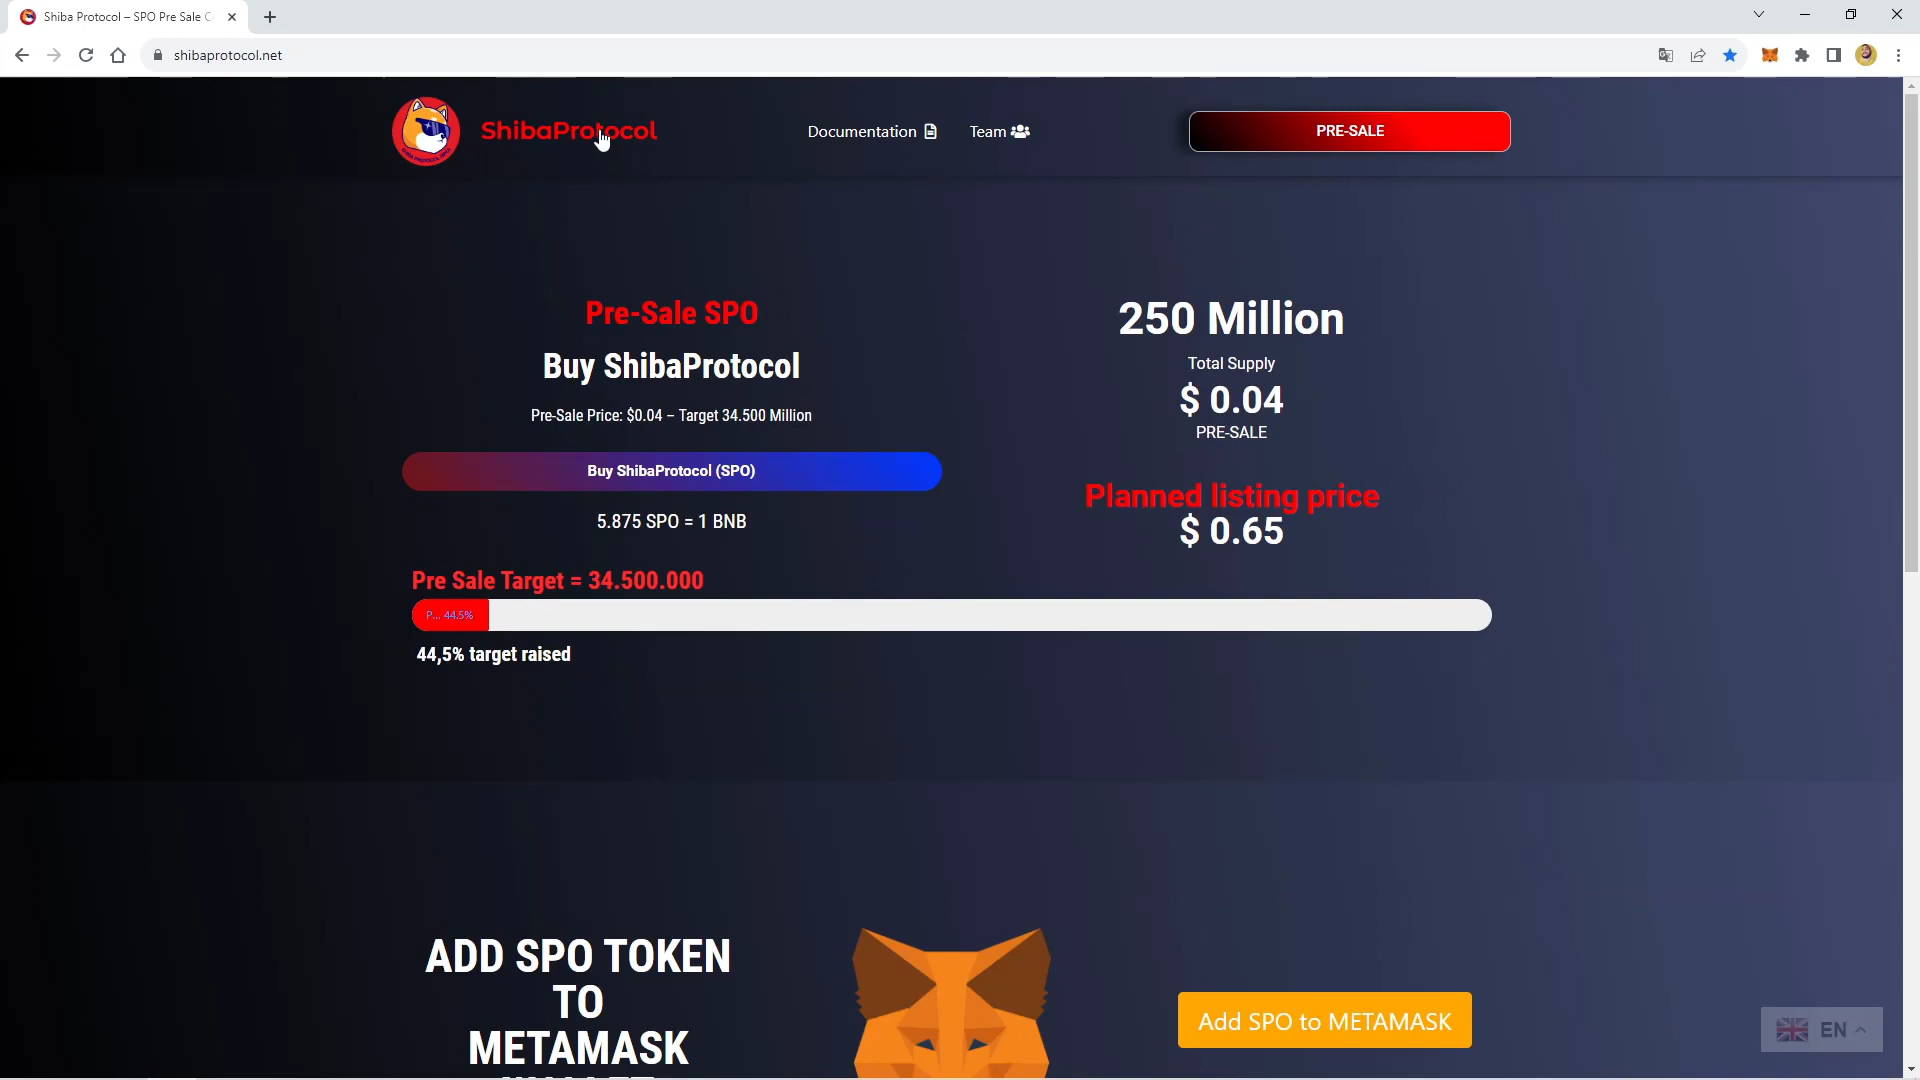 Shiba Protocol – SPO Pre Sale C
shibaprotocol.net
ShibaProtocol
Documentation
Team
PRE-SALE
Pre-Sale SPO
Buy ShibaProtocol
Pre-Sale Price: $0.04 – Target 34.500 Million
Buy ShibaProtocol (SPO)
5.875 SPO = 1 BNB
250 Million
Total Supply
$ 0.04
PRE-SALE
Planned listing price
$ 0.65
Pre Sale Target = 34.500.000
P... 44.5%
44,5% target raised
ADD SPO TOKEN
TO
METAMASK
Add SPO to METAMASK
EN